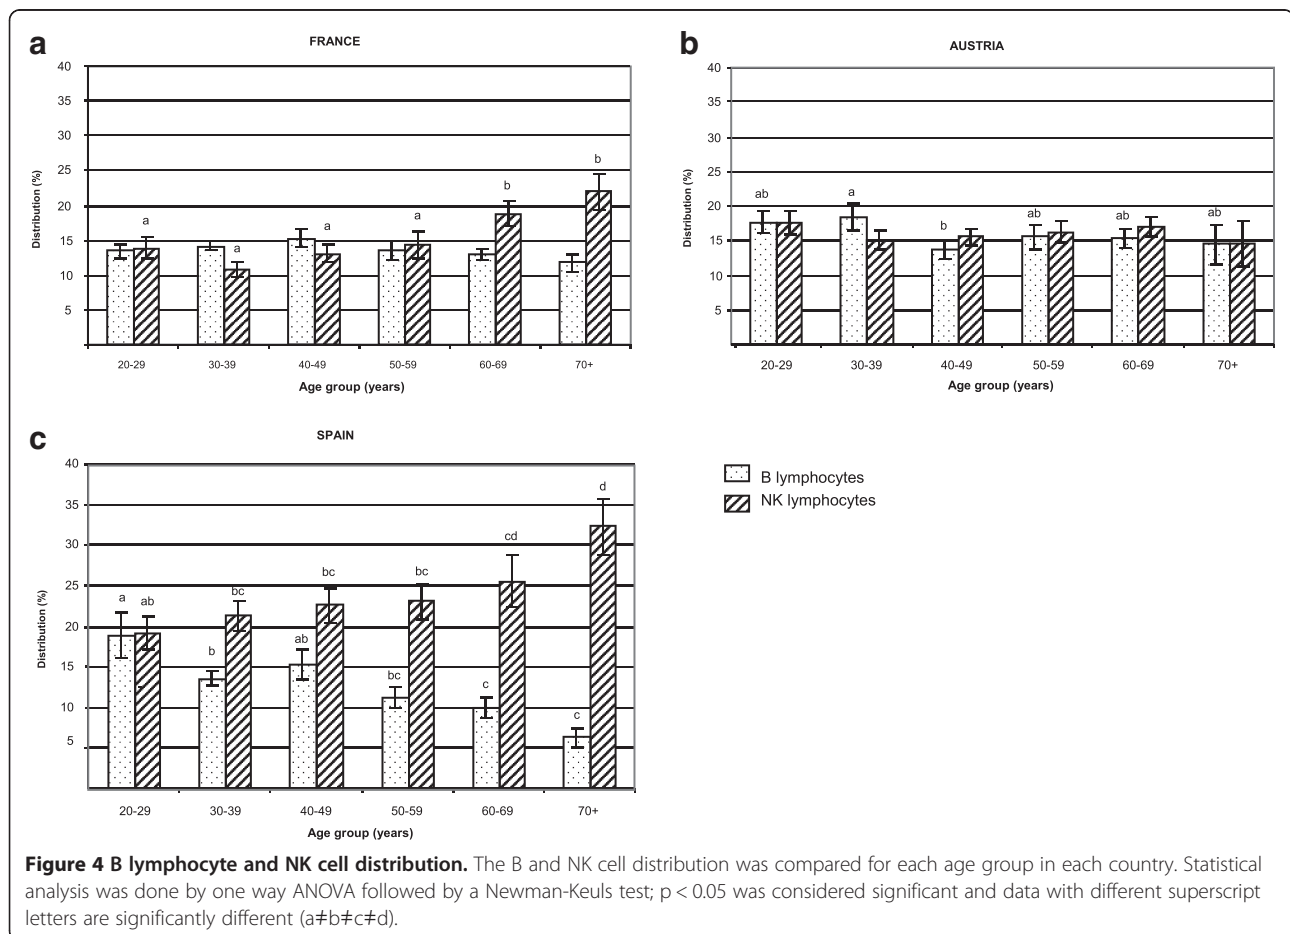 a
FRANCE
40
35
30
25
20
15
10
5
Distribution (%)
a
a
a
a
b
b
20-29 30-39 40-49 50-59 60-69 70+
Age group (years)
b
AUSTRIA
40
35
30
25
20
15
10
5
Distribution (%)
ab
a
b
ab
ab
ab
20-29 30-39 40-49 50-59 60-69 70+
Age group (years)
c
SPAIN
40
35
30
25
20
15
10
5
Distribution (%)
a ab
b bc
ab bc
bc bc
c cd
c d
20-29 30-39 40-49 50-59 60-69 70+
Age group (years)
B lymphocytes
NK lymphocytes
Figure 4 B lymphocyte and NK cell distribution. The B and NK cell distribution was compared for each age group in each country. Statistical
analysis was done by one way ANOVA followed by a Newman-Keuls test; p < 0.05 was considered significant and data with different superscript
letters are significantly different (a≠b≠c≠d).